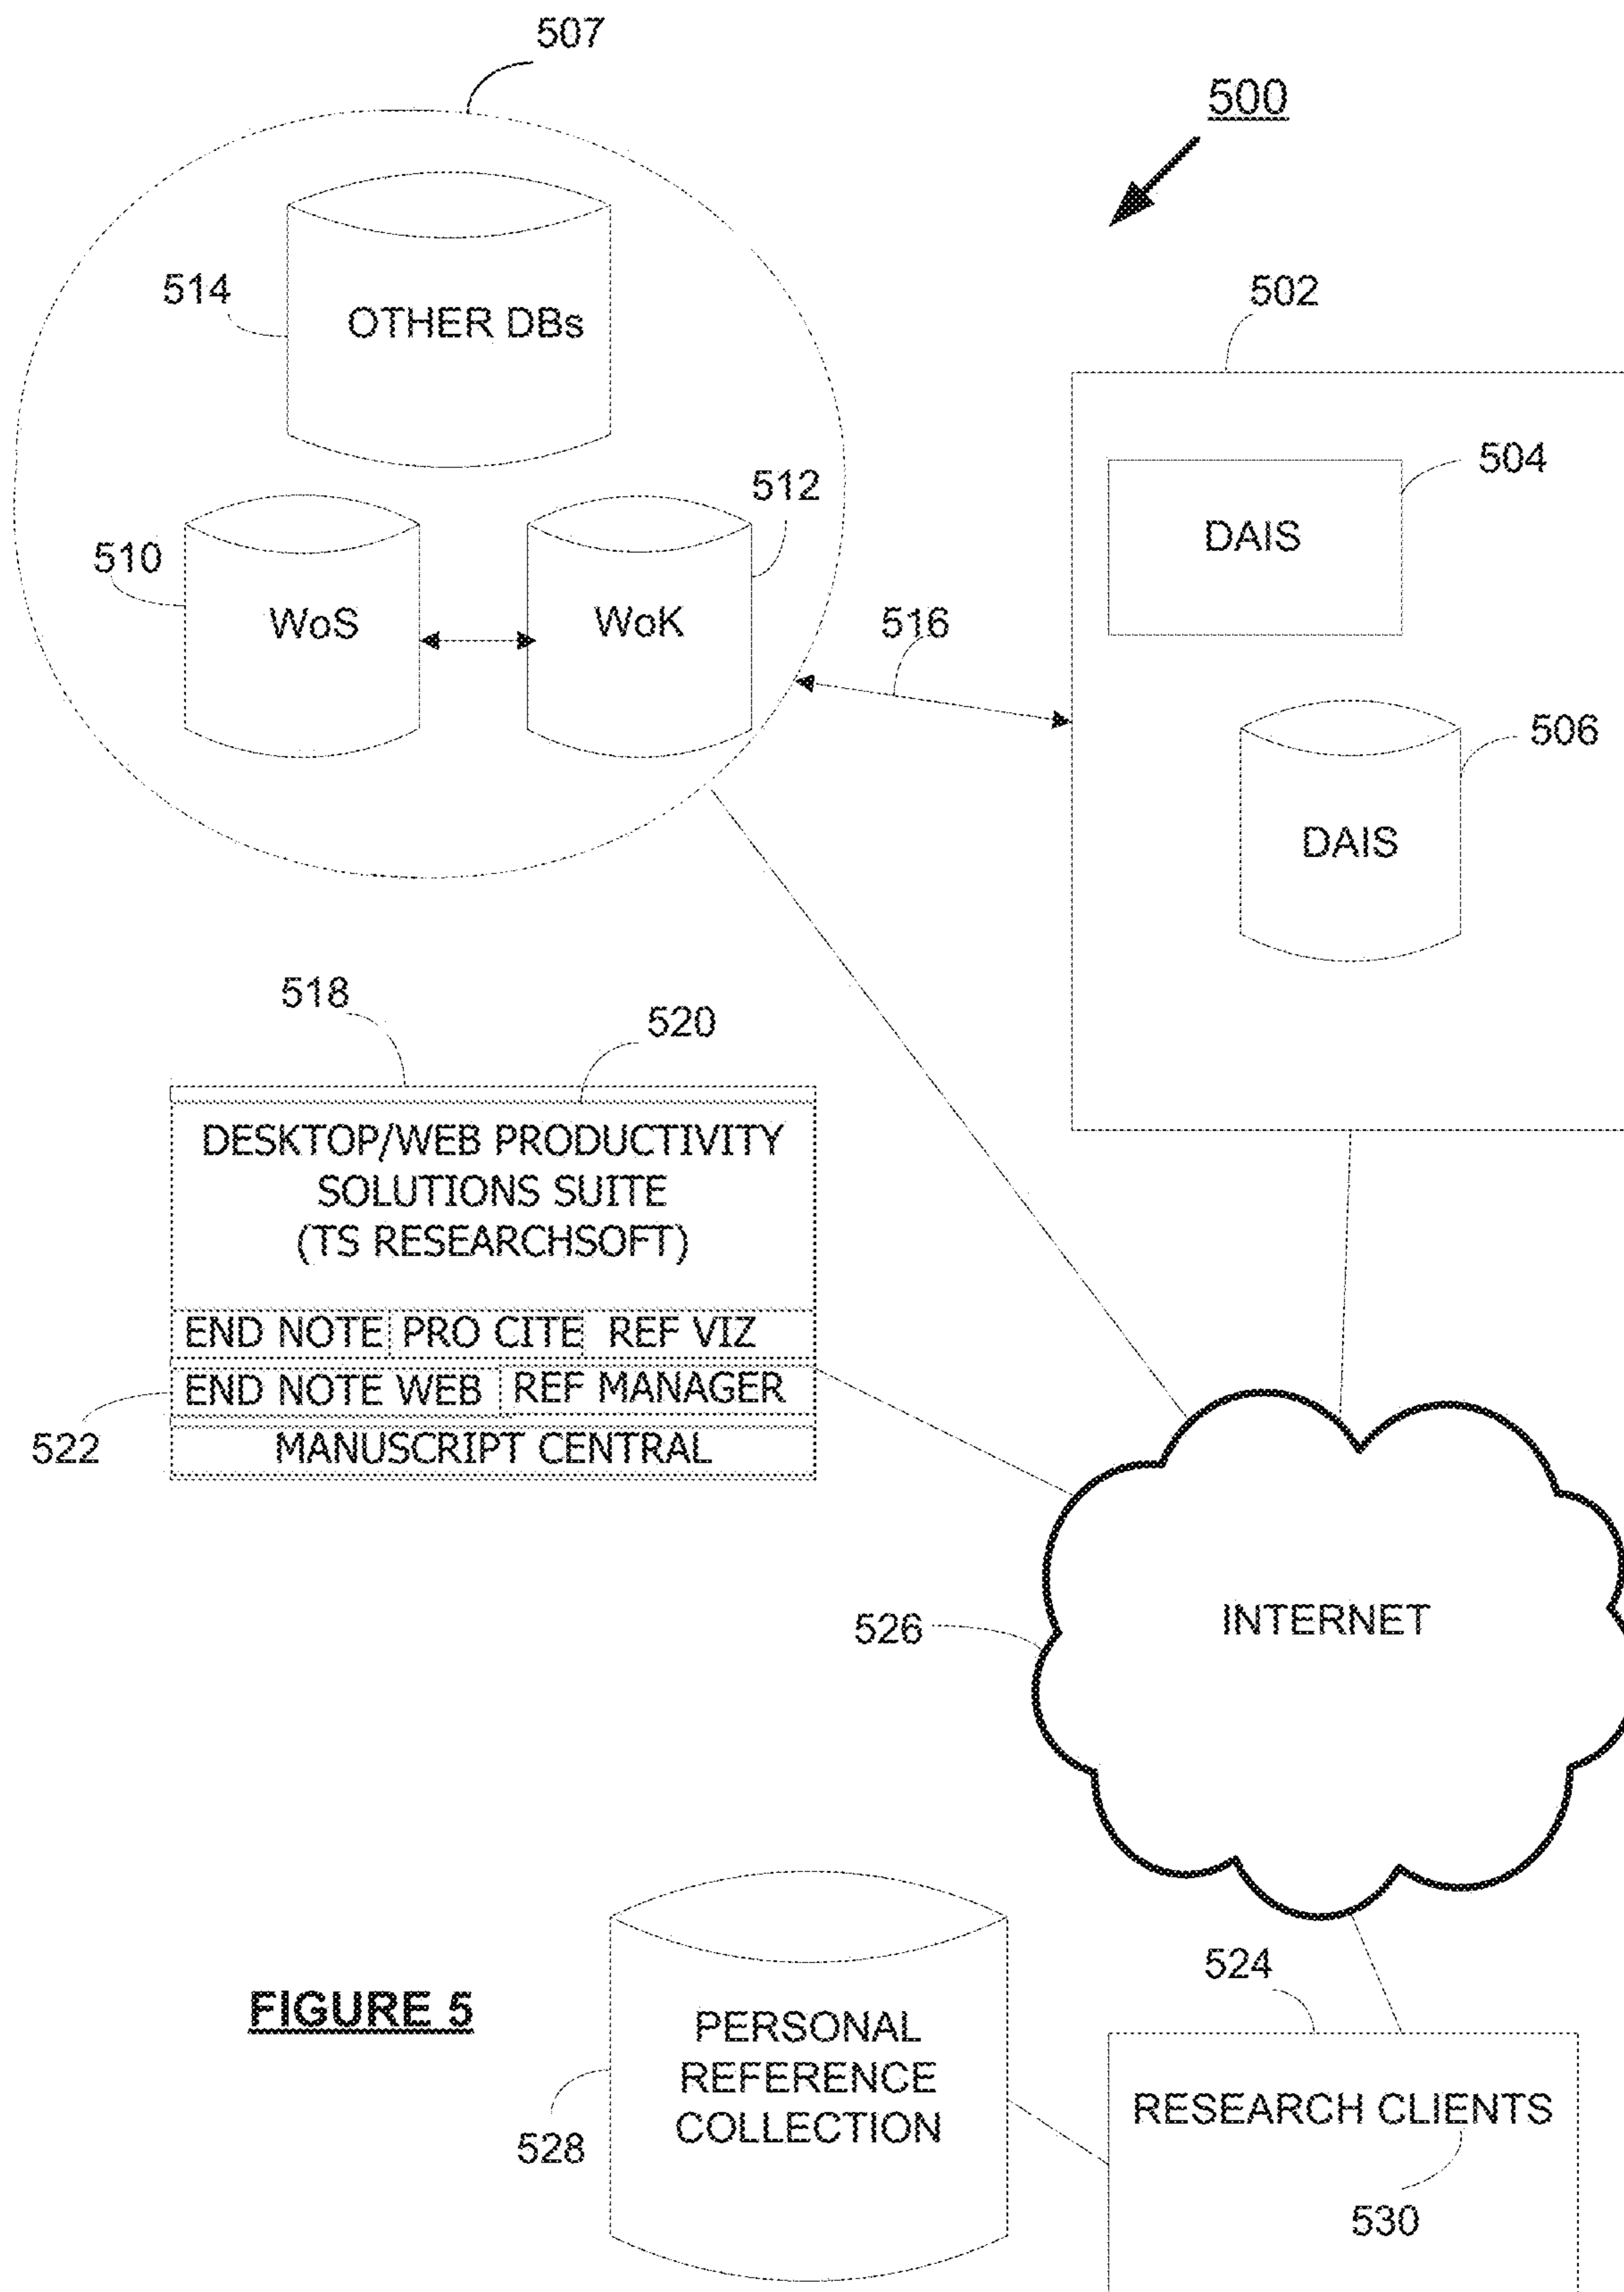 507
500
514
OTHER DBs
502
504
DAIS
512
510
WoS
WoK
516
506
DAIS
518
520
DESKTOP/WEB PRODUCTIVITY
SOLUTIONS SUITE
(TS RESEARCHSOFT)
END NOTE PRO CITE REF VIZ
END NOTE WEB REF MANAGER
522
MANUSCRIPT CENTRAL
526
INTERNET
524
FIGURE 5
PERSONAL
REFERENCE
COLLECTION
528
RESEARCH CLIENTS
530